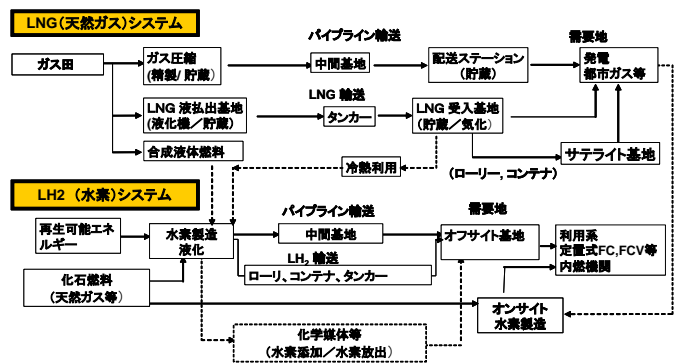 LNG(天然ガス)システム
パイプライン輸送
需要地
ガス田
ガス圧縮
(精製/ 貯蔵)
中間基地
配送ステーション
(貯蔵)
発電
都市ガス等
LNG 輸送
LNG 液払出基地
(液化機／貯蔵)
タンカー
LNG 受入基地
(貯蔵／気化)
合成液体燃料
冷熱利用
(ローリー, コンテナ)
サテライト基地
LH2 （水素)システム
パイプライン輸送
需要地
再生可能エネ
ルギー
水素製造
液化
中間基地
オフサイト基地
利用系
定置式FC,FCV等
内燃機関
LH₂ 輸送
ローリ、コンテナ、タンカー
化石燃料
(天然ガス等)
オンサイト
水素製造
化学媒体等
(水素添加／水素放出)